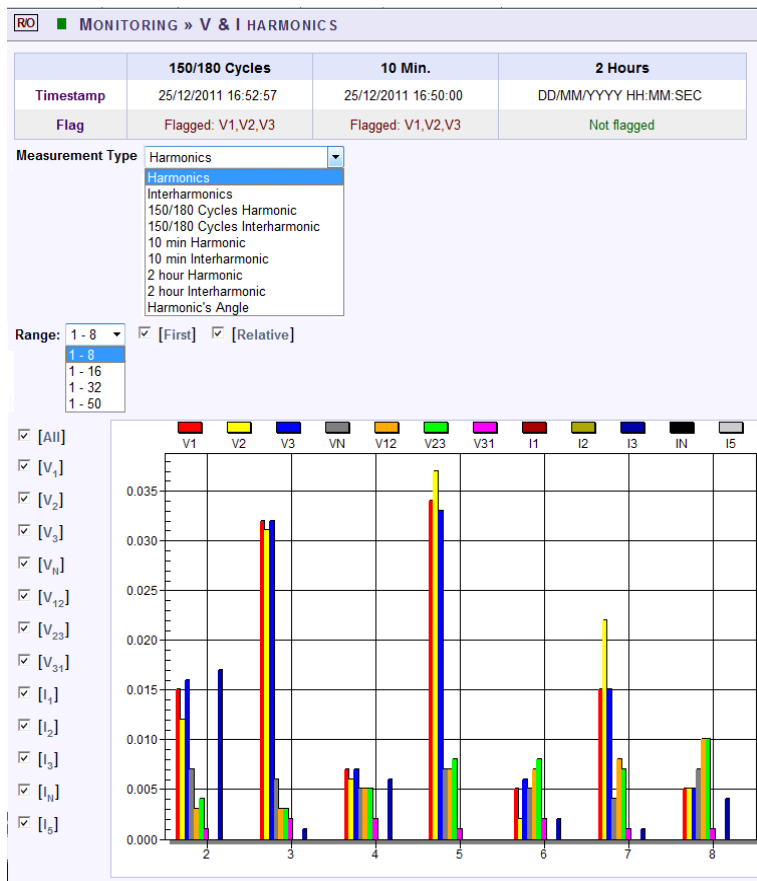 R/O MONITORING » V & I HARMONICS
150/180 Cycles 10 Min. 2 Hours
Timestamp 25/12/2011 16:52:57 25/12/2011 16:50:00 DD/MM/YYYY HH:MM:SEC
Flag Flagged: V1,V2,V3 Flagged: V1,V2,V3 Not flagged
Measurement Type Harmonics
Harmonics
Interharmonics
150/180 Cycles Harmonic
150/180 Cycles Interharmonic
10 min Harmonic
10 min Interharmonic
2 hour Harmonic
2 hour Interharmonic
Harmonic's Angle
Range: 1 - 8 [First] [Relative]
1 - 8
1 - 16
1 - 32
1 - 50
[All]
[V1]
[V2]
[V3]
[VN]
[V12]
[V23]
[V31]
[I1]
[I2]
[I3]
[IN]
[I5]
V1 V2 V3 VN V12 V23 V31 I1 I2 I3 IN I5
0.035
0.030
0.025
0.020
0.015
0.010
0.005
0.000
2 3 4 5 6 7 8